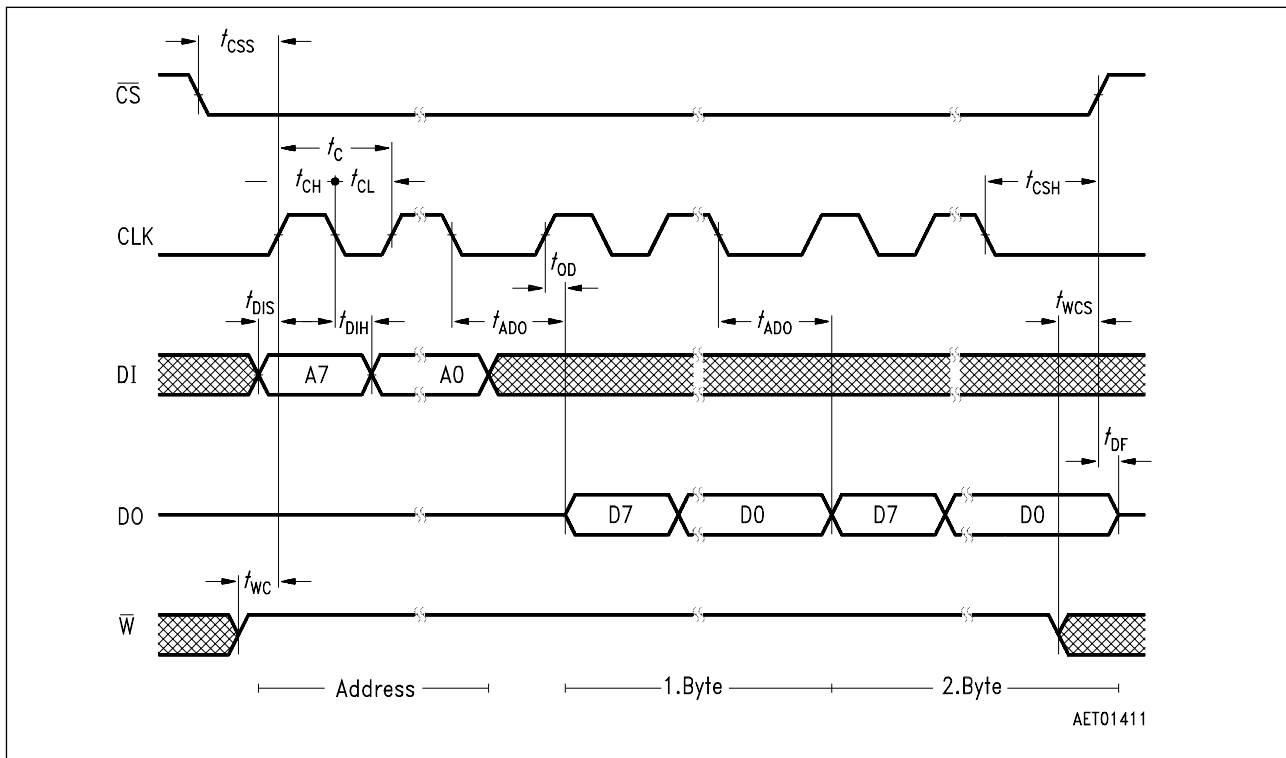 tCSS
C̅S̅
tC
tCH tCL tCSH
CLK
tOD
tDIS tDIH tADO tADO tWCS
DI A7 A0
tDF
DO D7 D0 D7 D0
tWC
W̅
Address 1.Byte 2.Byte
AET01411